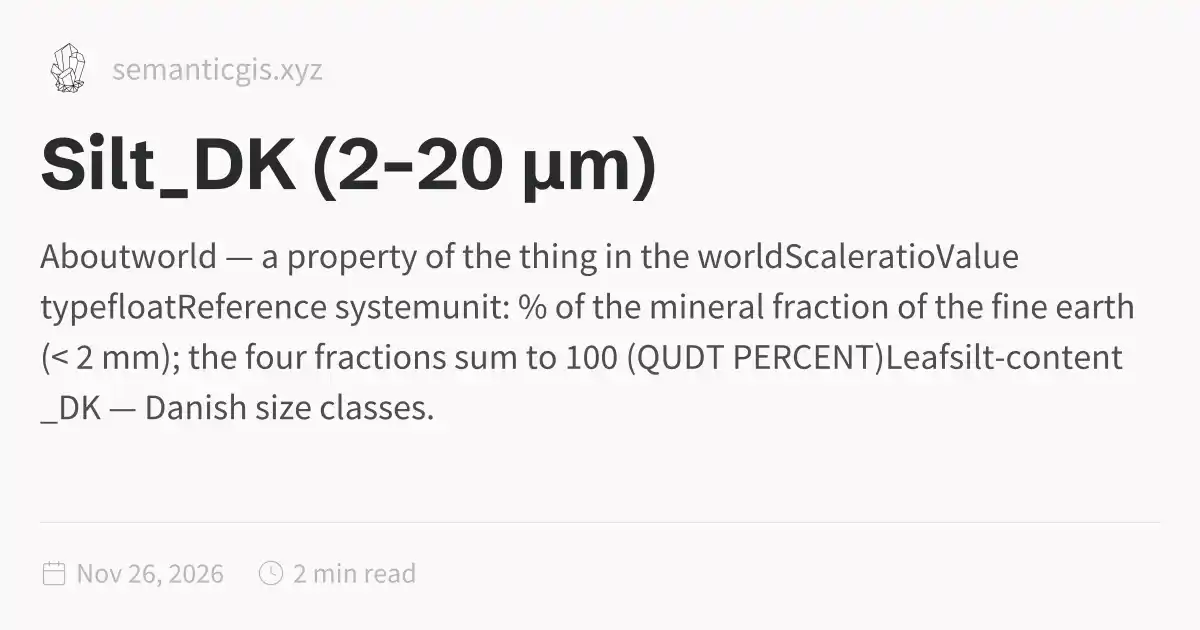 semanticgis.xyz
Silt_DK (2–20 µm)
Aboutworld — a property of the thing in the worldScaleratioValue
typefloatReference systemunit: % of the mineral fraction of the fine earth
(< 2 mm); the four fractions sum to 100 (QUDT PERCENT)Leafsilt-content
_DK — Danish size classes.
Nov 26, 2026 2 min read